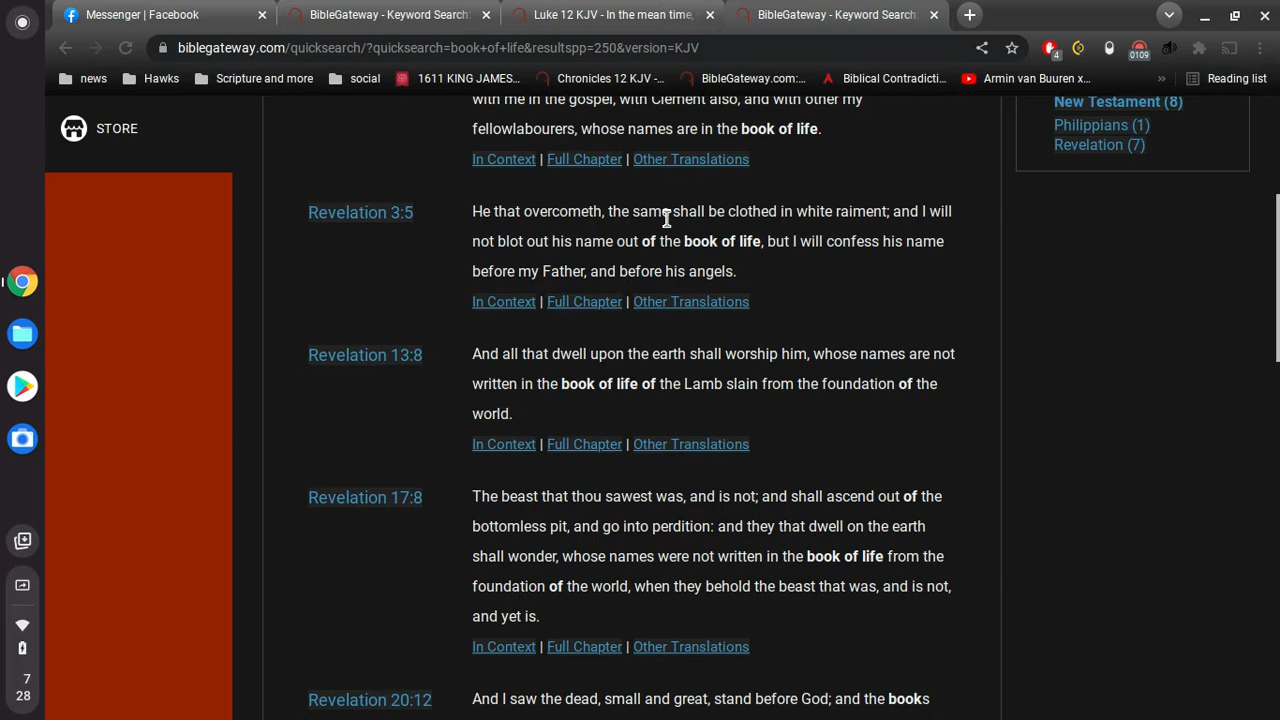 Messenger | Facebook
BibleGateway - Keyword Search:
Luke 12 KJV - In the mean time,
BibleGateway - Keyword Search:
biblegateway.com/quicksearch/?quicksearch=book+of+life&resultspp=250&version=KJV
4
0109
news
Hawks
Scripture and more
social
1611 KING JAMES...
Chronicles 12 KJV -...
BibleGateway.com:...
Biblical Contradicti...
Armin van Buuren x...
»
Reading list
STORE
with me in the gospel, with Clement also, and with other my
fellowlabourers, whose names are in the book of life.
In Context | Full Chapter | Other Translations
New Testament (8)
Philippians (1)
Revelation (7)
Revelation 3:5
He that overcometh, the same shall be clothed in white raiment; and I will
not blot out his name out of the book of life, but I will confess his name
before my Father, and before his angels.
In Context | Full Chapter | Other Translations
Revelation 13:8
And all that dwell upon the earth shall worship him, whose names are not
written in the book of life of the Lamb slain from the foundation of the
world.
In Context | Full Chapter | Other Translations
Revelation 17:8
The beast that thou sawest was, and is not; and shall ascend out of the
bottomless pit, and go into perdition: and they that dwell on the earth
shall wonder, whose names were not written in the book of life from the
foundation of the world, when they behold the beast that was, and is not,
and yet is.
In Context | Full Chapter | Other Translations
Revelation 20:12
And I saw the dead, small and great, stand before God; and the books
7
28